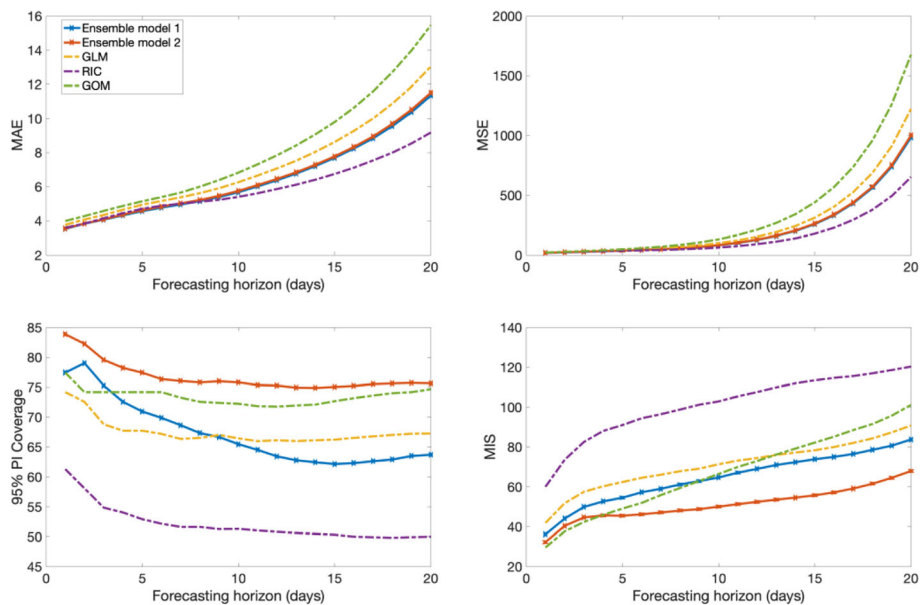 16
14
12
10
8
6
4
2
MAE
Ensemble model 1
Ensemble model 2
GLM
RIC
GOM
0 5 10 15 20
Forecasting horizon (days)
2000
1500
1000
500
0
MSE
0 5 10 15 20
Forecasting horizon (days)
85
80
75
70
65
60
55
50
45
95% PI Coverage
0 5 10 15 20
Forecasting horizon (days)
140
120
100
80
60
40
20
MIS
0 5 10 15 20
Forecasting horizon (days)